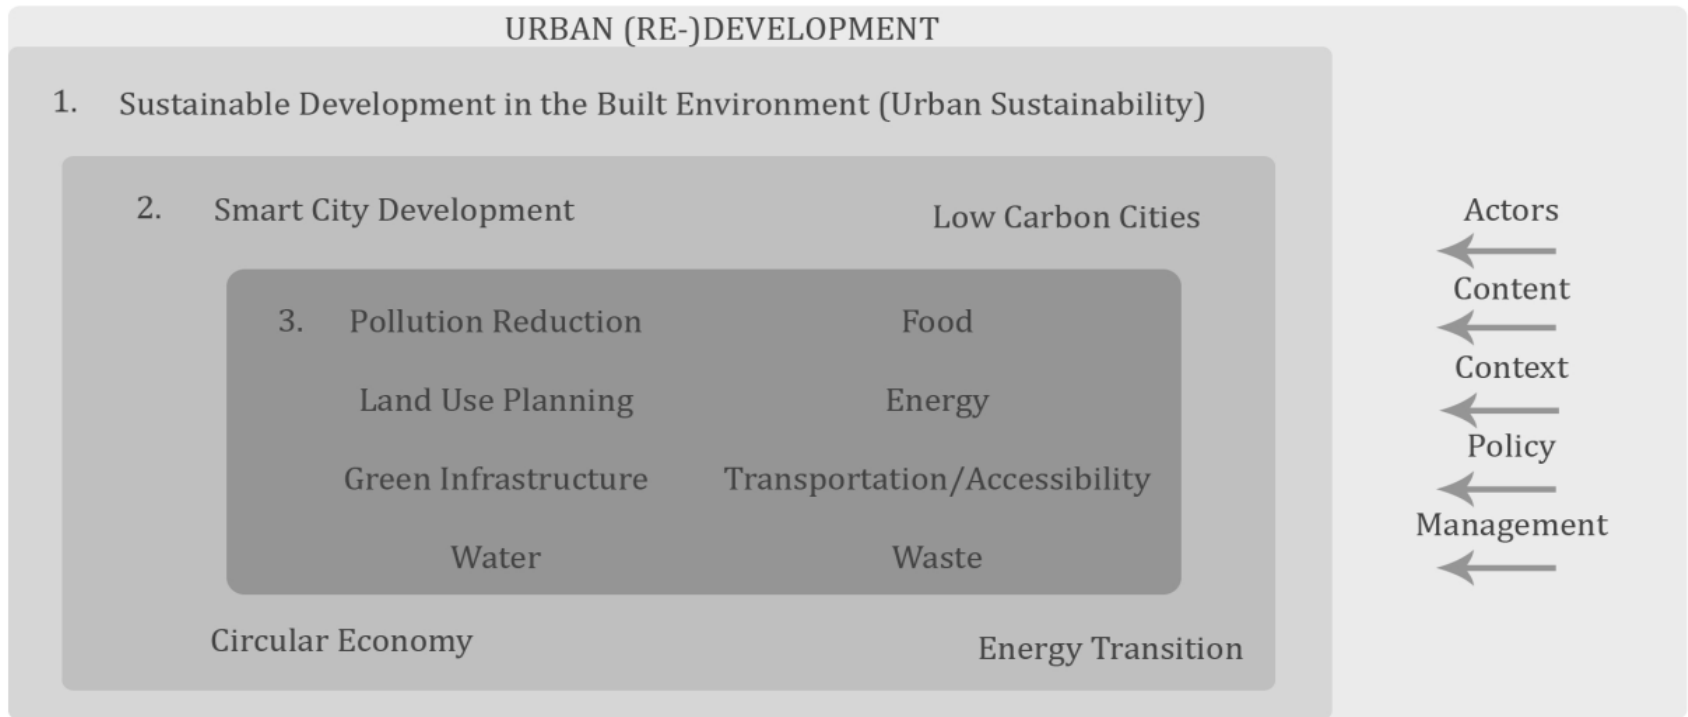 URBAN (RE-)DEVELOPMENT
1. Sustainable Development in the Built Environment (Urban Sustainability)
2. Smart City Development
Low Carbon Cities
3. Pollution Reduction
Food
Land Use Planning
Energy
Green Infrastructure
Transportation/Accessibility
Water
Waste
Circular Economy
Energy Transition
Actors
Content
Context
Policy
Management